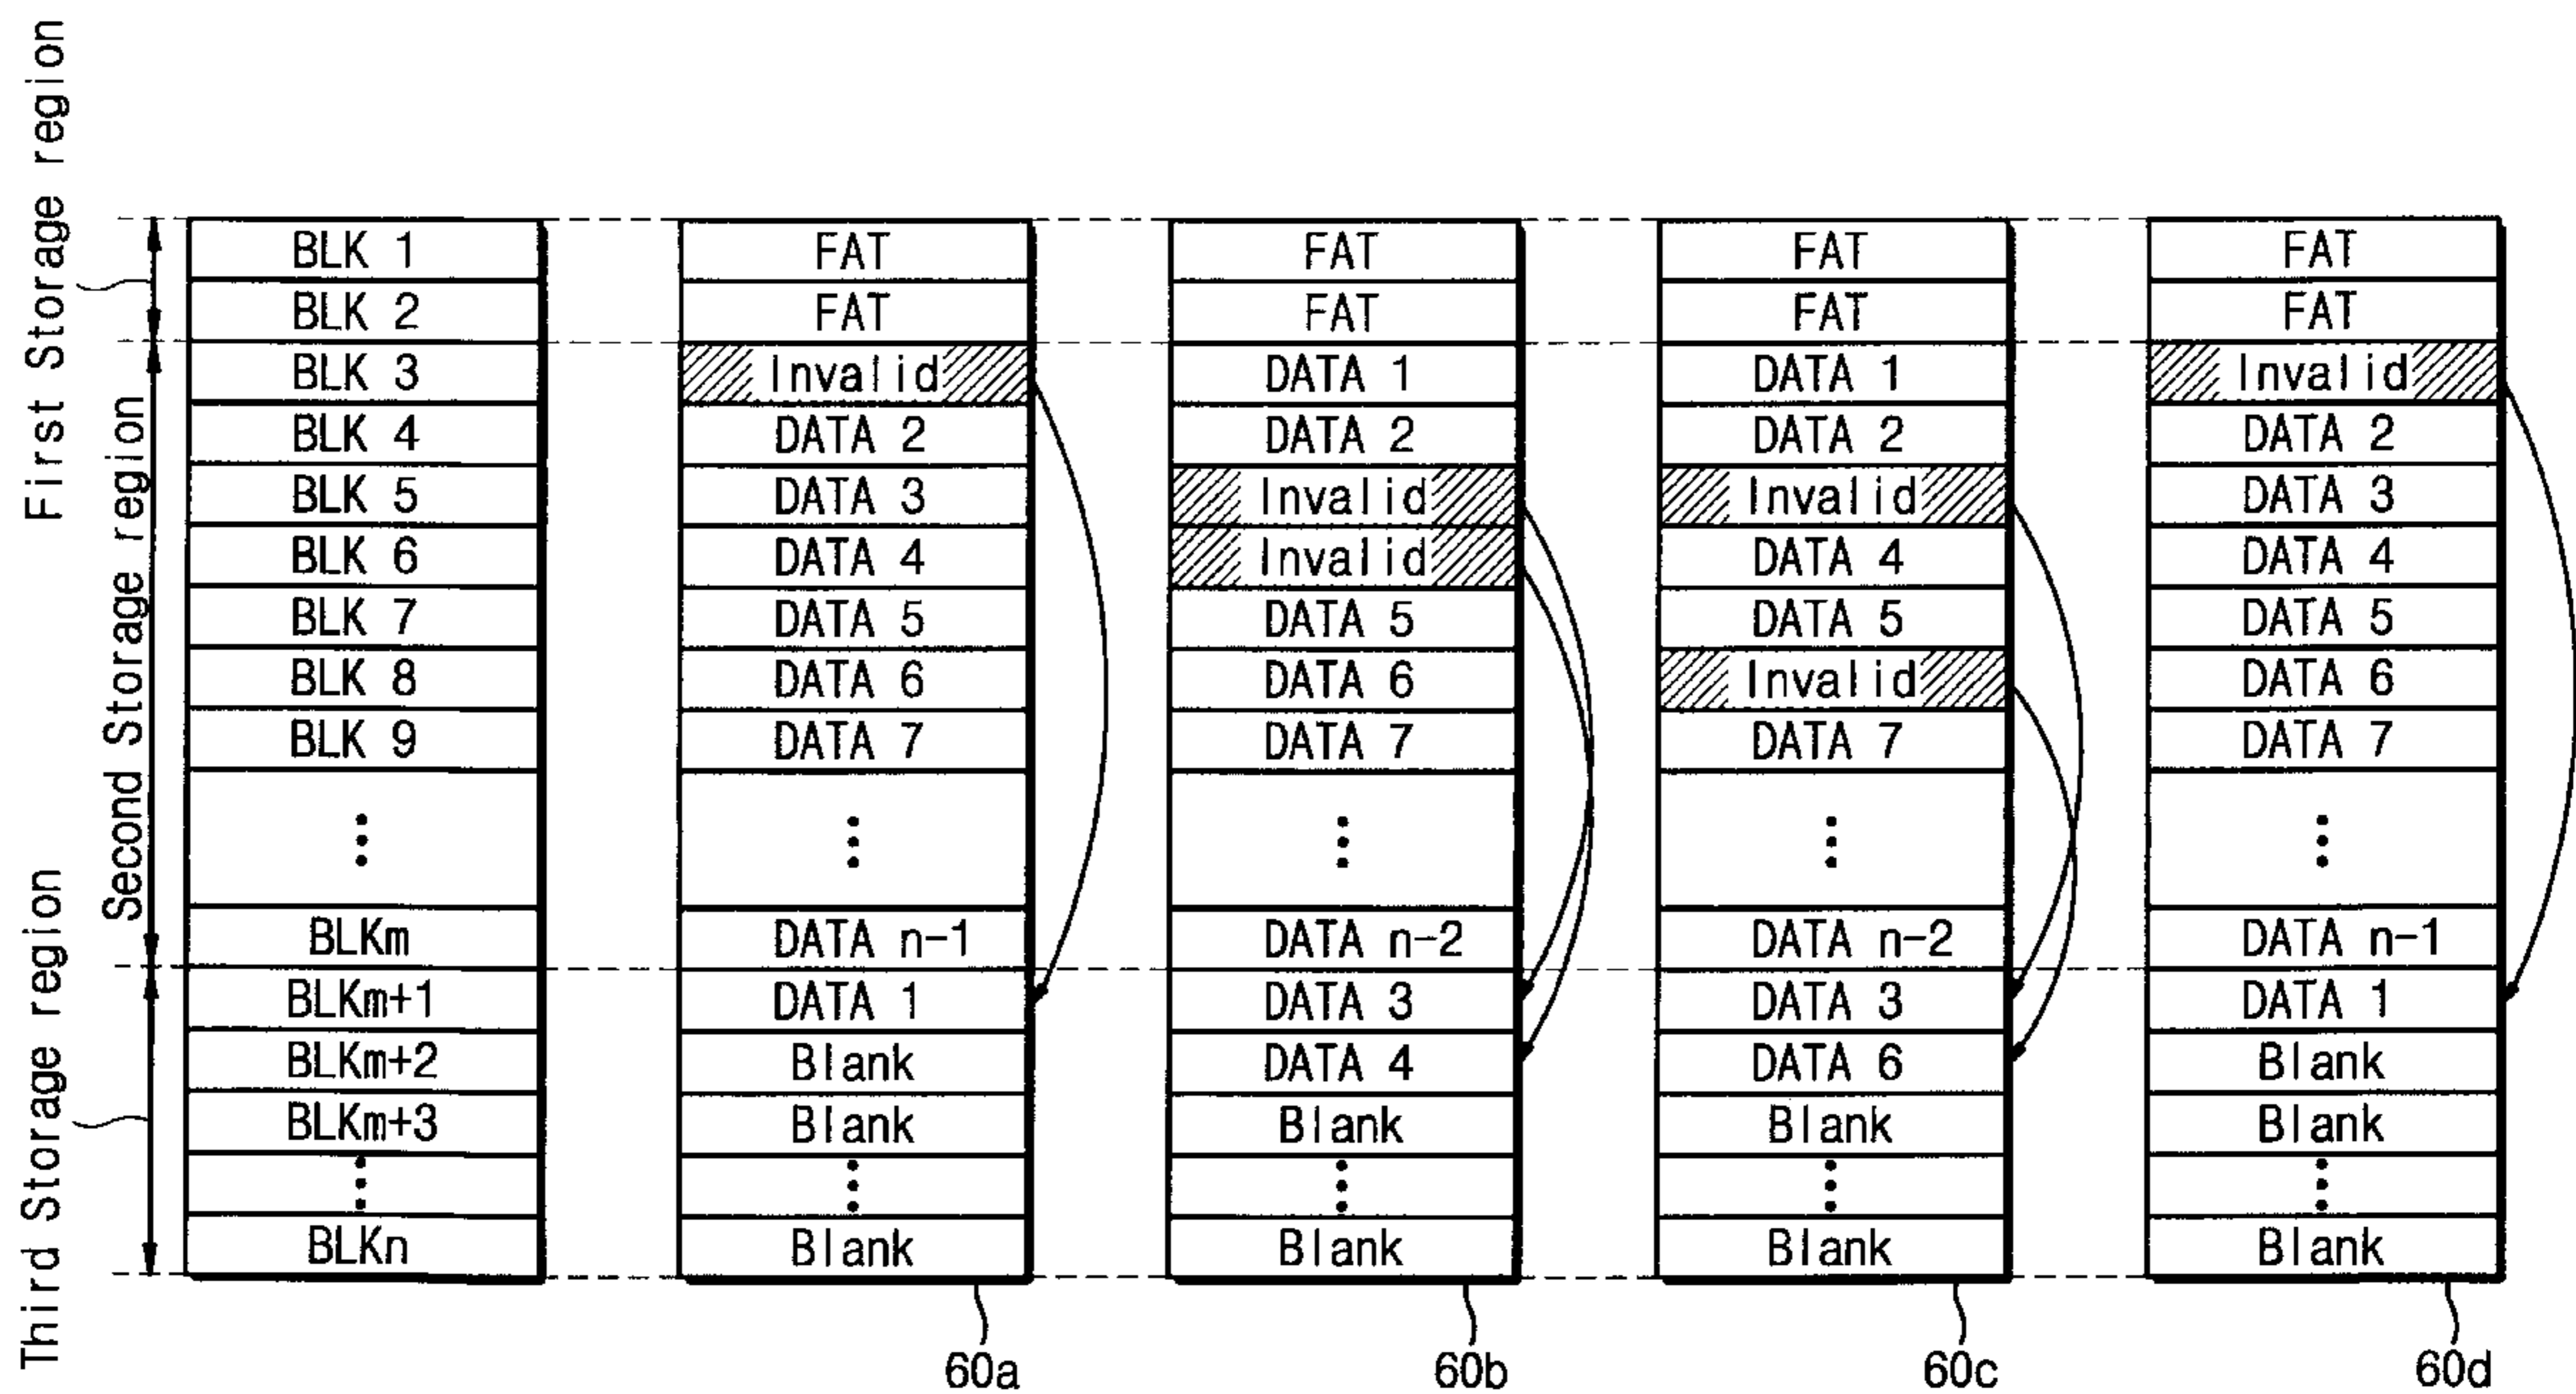 First Storage region
Second Storage region
Third Storage region
BLK 1
BLK 2
BLK 3
BLK 4
BLK 5
BLK 6
BLK 7
BLK 8
BLK 9
⋮
BLKm
BLKm+1
BLKm+2
BLKm+3
⋮
BLKn
FAT
FAT
Invalid
DATA 2
DATA 3
DATA 4
DATA 5
DATA 6
DATA 7
⋮
DATA n-1
DATA 1
Blank
Blank
⋮
Blank
60a
FAT
FAT
DATA 1
DATA 2
Invalid
Invalid
DATA 5
DATA 6
DATA 7
⋮
DATA n-2
DATA 3
DATA 4
Blank
⋮
Blank
60b
FAT
FAT
DATA 1
DATA 2
Invalid
DATA 4
DATA 5
Invalid
DATA 7
⋮
DATA n-2
DATA 3
DATA 6
Blank
⋮
Blank
60c
FAT
FAT
Invalid
DATA 2
DATA 3
DATA 4
DATA 5
DATA 6
DATA 7
⋮
DATA n-1
DATA 1
Blank
Blank
⋮
Blank
60d